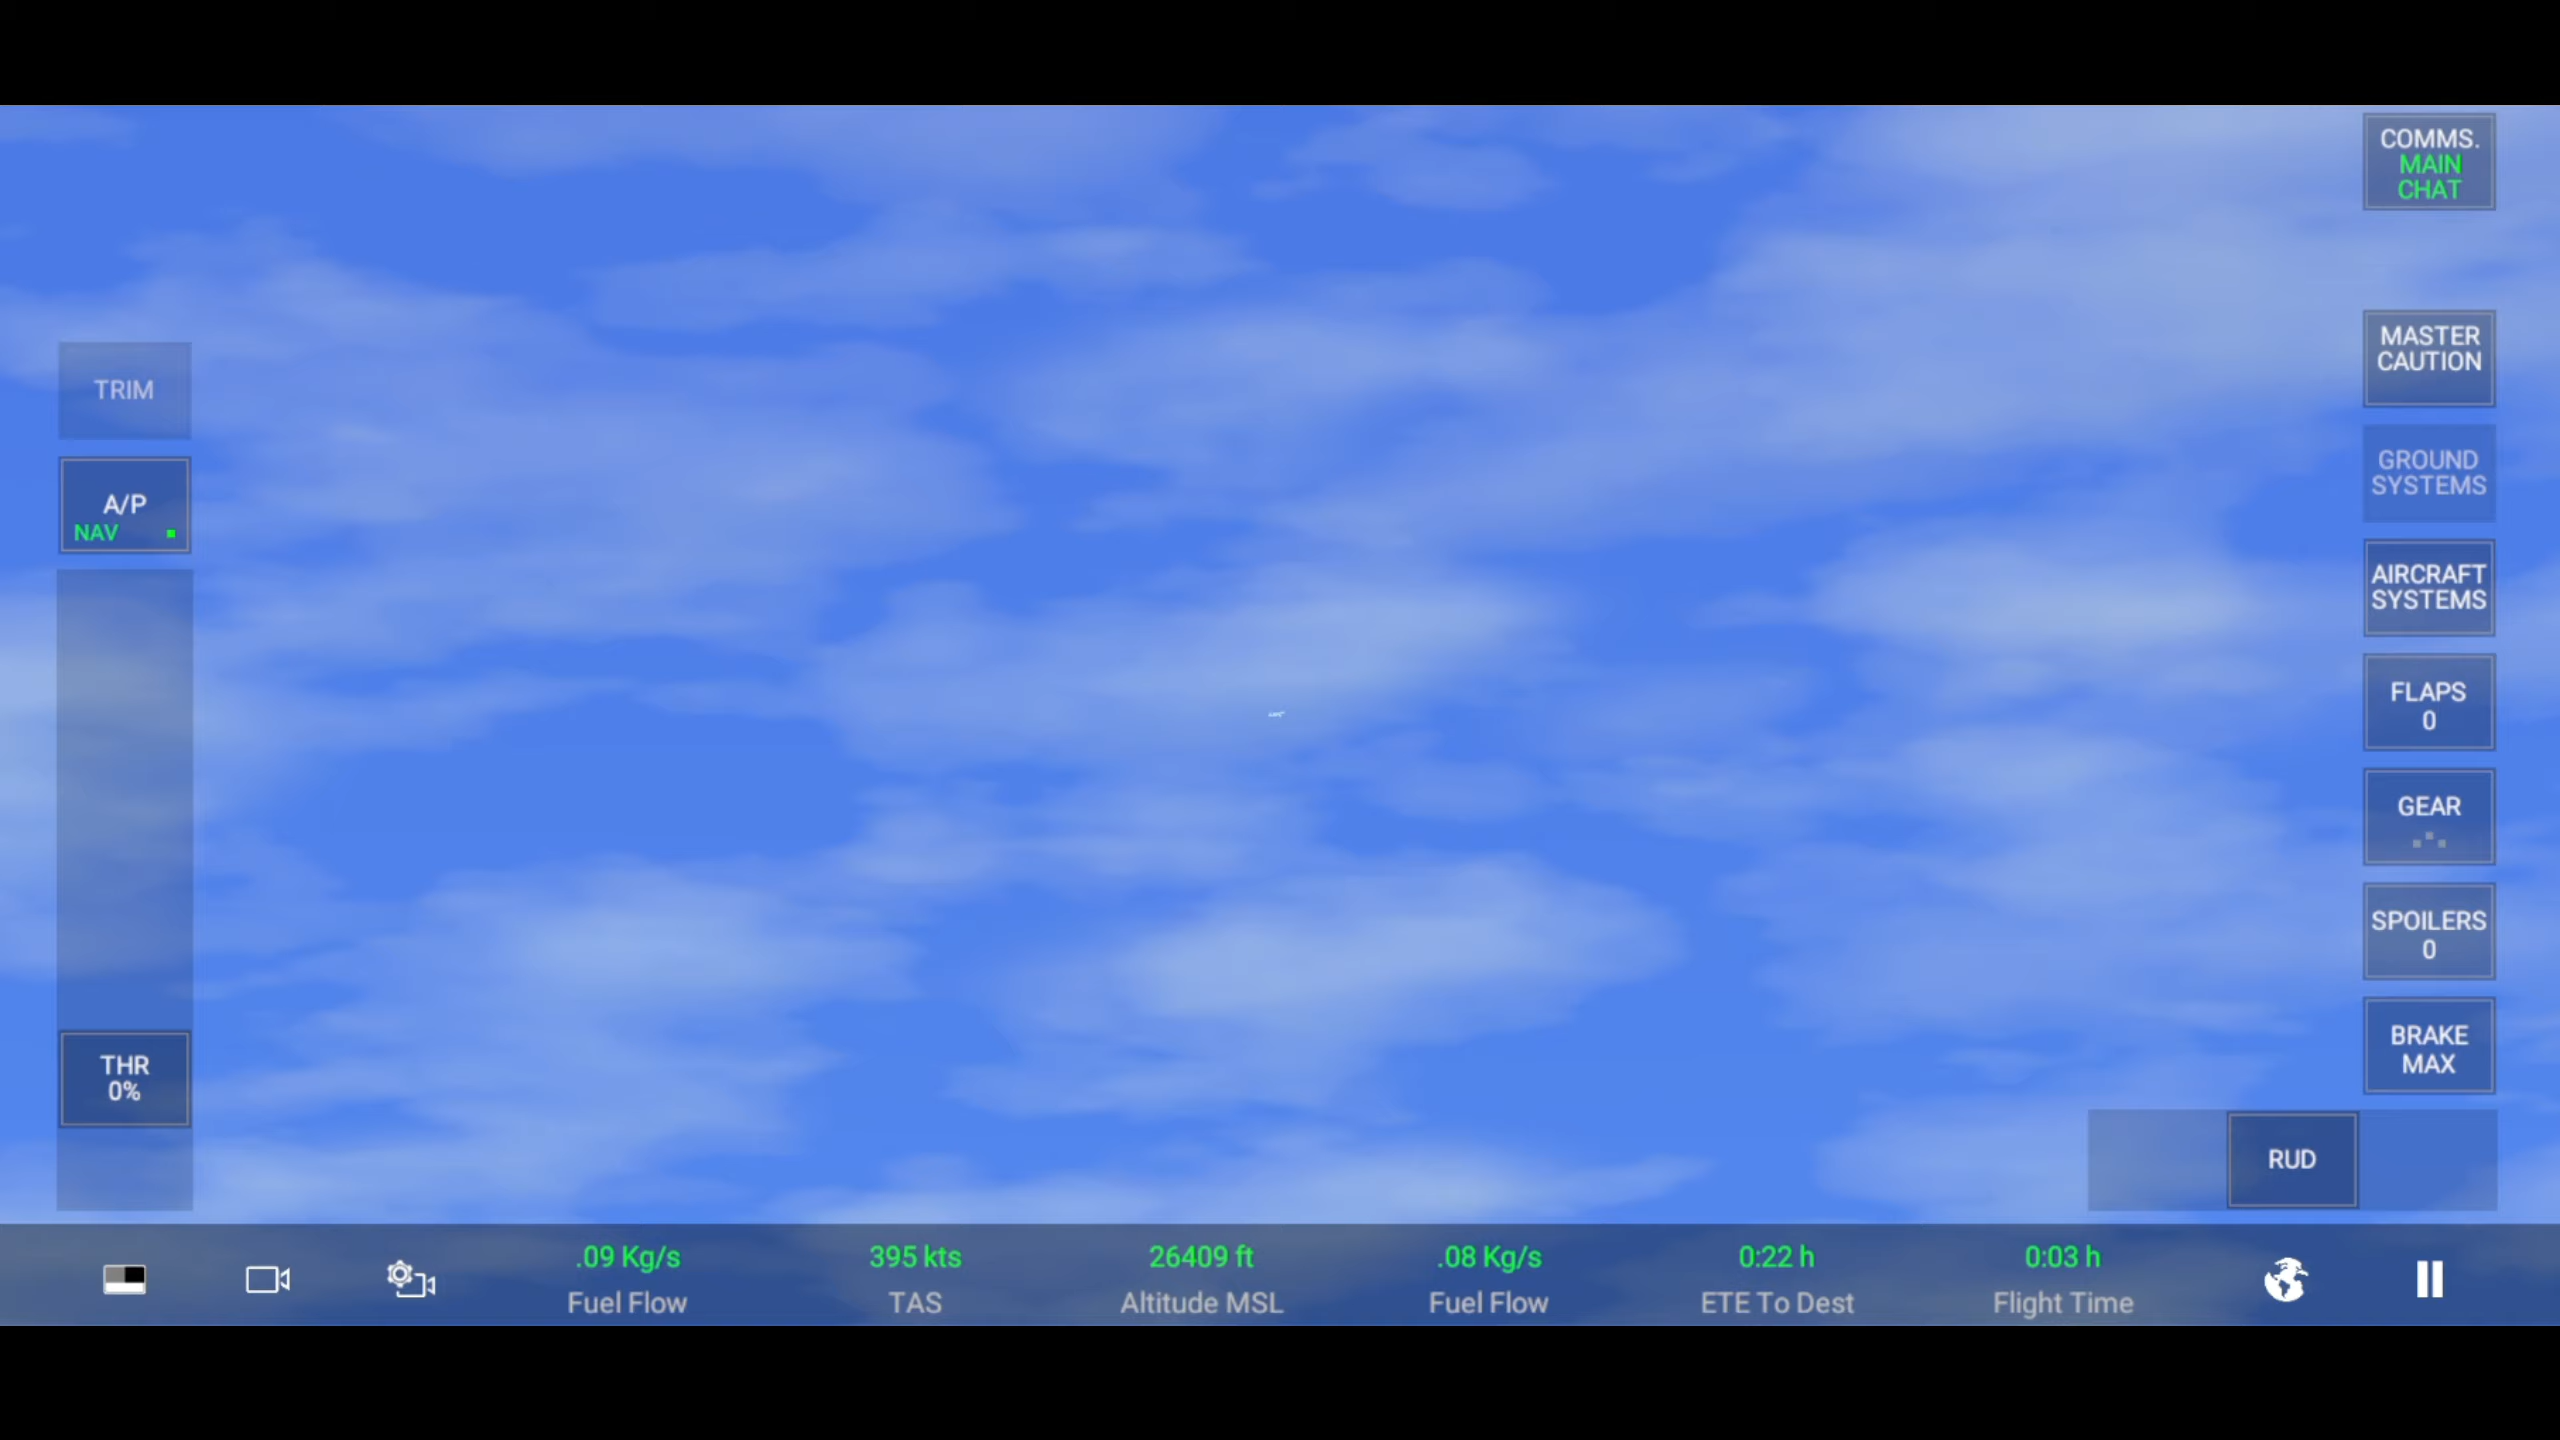 COMMS.
MAIN
CHAT
MASTER
CAUTION
TRIM
GROUND
SYSTEMS
A/P
NAV
AIRCRAFT
SYSTEMS
FLAPS
0
GEAR
SPOILERS
0
BRAKE
MAX
THR
0%
RUD
.09 Kg/s
Fuel Flow
395 kts
TAS
26409 ft
Altitude MSL
.08 Kg/s
Fuel Flow
0:22 h
ETE To Dest
0:03 h
Flight Time